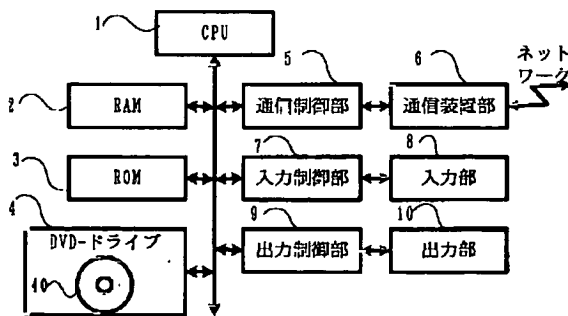 1
CPU
2
RAM
5
通信制御部
6
通信装置部
ネット
ワーク
3
ROM
7
入力制御部
8
入力部
4
DVD-ドライブ
40
9
出力制御部
10
出力部